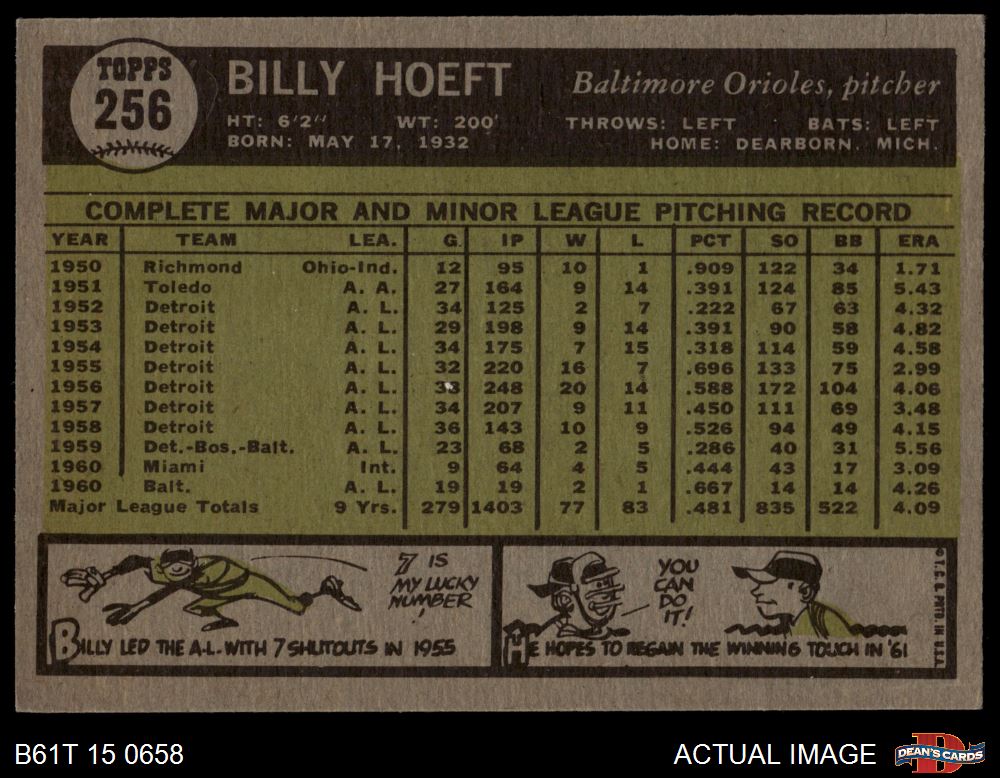 TOPPS
256
BILLY HOEFT
Baltimore Orioles, pitcher
HT: 6'2" WT: 200' THROWS: LEFT BATS: LEFT
BORN: MAY 17, 1932 HOME: DEARBORN, MICH.
COMPLETE MAJOR AND MINOR LEAGUE PITCHING RECORD
YEAR TEAM LEA. G. IP W L PCT SO BB ERA
1950 Richmond Ohio-Ind. 12 95 10 1 .909 122 34 1.71
1951 Toledo A. A. 27 164 9 14 .391 124 85 5.43
1952 Detroit A. L. 34 125 2 7 .222 67 63 4.32
1953 Detroit A. L. 29 198 9 14 .391 90 58 4.82
1954 Detroit A. L. 34 175 7 15 .318 114 59 4.58
1955 Detroit A. L. 32 220 16 7 .696 133 75 2.99
1956 Detroit A. L. 38 248 20 14 .588 172 104 4.06
1957 Detroit A. L. 34 207 9 11 .450 111 69 3.48
1958 Detroit A. L. 36 143 10 9 .526 94 49 4.15
1959 Det.-Bos.-Balt. A. L. 23 68 2 5 .286 40 31 5.56
1960 Miami Int. 9 64 4 5 .444 43 17 3.09
1960 Balt. A. L. 19 19 2 1 .667 14 14 4.26
Major League Totals 9 Yrs. 279 1403 77 83 .481 835 522 4.09
7 IS
MY LUCKY
NUMBER
!
BILLY LED THE A.L. WITH 7 SHUTOUTS IN 1955
YOU
CAN
DO
IT!
HE HOPES TO REGAIN THE WINNING TOUCH IN '61
© T.C.G. PRTD. IN U.S.A.
B61T 15 0658
ACTUAL IMAGE
DEAN'S CARDS